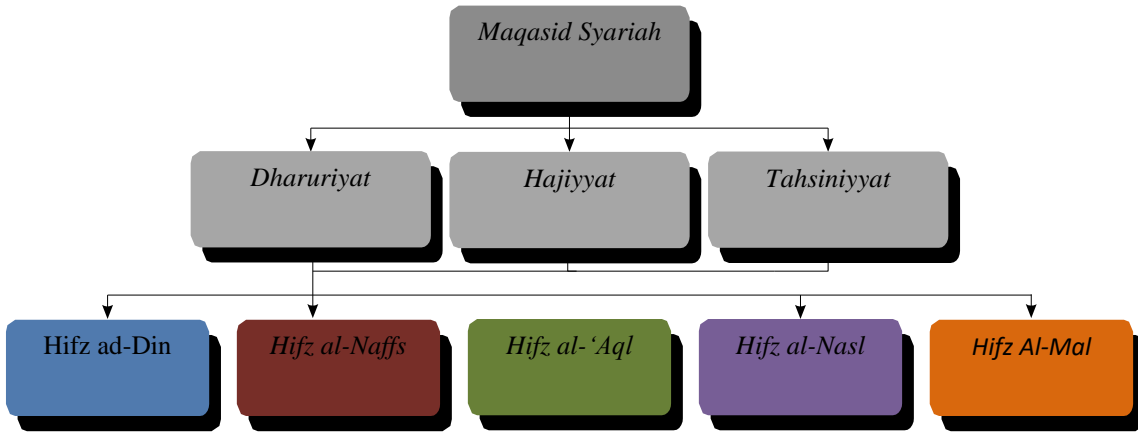 Maqasid Syariah
Dharuriyat
Hajiyyat
Tahsiniyyat
Hifz ad-Din
Hifz al-Naffs
Hifz al-‘Aql
Hifz al-Nasl
Hifz Al-Mal